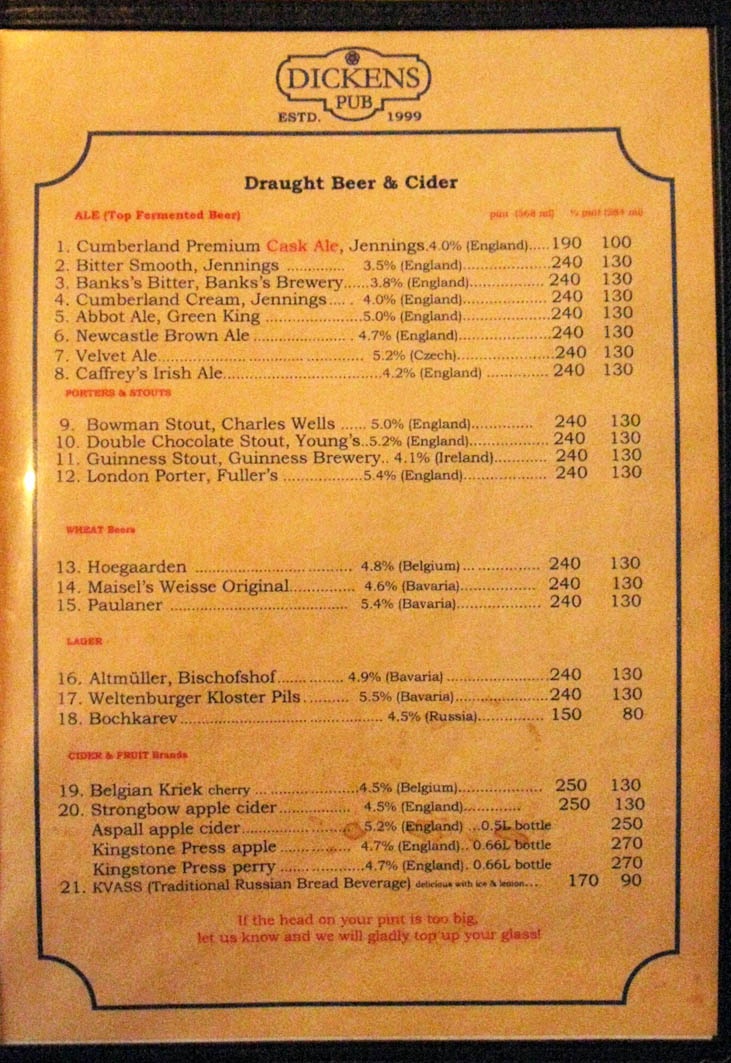 DICKENS
PUB
ESTD. 1999
Draught Beer & Cider
ALE (Top Fermented Beer) pint (568 ml) ½ pint (284 ml)
1. Cumberland Premium Cask Ale, Jennings.4.0% (England).....190 100
2. Bitter Smooth, Jennings .............. 3.5% (England)......................240 130
3. Banks's Bitter, Banks's Brewery......3.8% (England)..................... 240 130
4. Cumberland Cream, Jennings.... . 4.0% (England)......................240 130
5. Abbot Ale, Green King .........................5.0% (England)......................240 130
6. Newcastle Brown Ale ......................... 4.7% (England)......................240 130
7. Velvet Ale.................................................... 5.2% (Czech).......................240 130
8. Caffrey's Irish Ale........................................4.2% (England) ................240 130
PORTERS & STOUTS
9. Bowman Stout, Charles Wells ...... 5.0% (England)................ 240 130
10. Double Chocolate Stout, Young's..5.2% (England)....................240 130
11. Guinness Stout, Guinness Brewery.. 4.1% (Ireland)............. 240 130
12. London Porter, Fuller's ....................5.4% (England)...................... 240 130
WHEAT Beers
13. Hoegaarden ....................................... 4.8% (Belgium)... ................ 240 130
14. Maisel's Weisse Original................ 4.6% (Bavaria)................... 240 130
15. Paulaner ............................................ 5.4% (Bavaria)..................... 240 130
LAGER
16. Altmüller, Bischofshof................. 4.9% (Bavaria) .........................240 130
17. Weltenburger Kloster Pils........... 5.5% (Bavaria).......................240 130
18. Bochkarev................................................... 4.5% (Russia)................ 150 80
CIDER & FRUIT Brands
19. Belgian Kriek cherry ... .....................4.5% (Belgium)..................... 250 130
20. Strongbow apple cider.................. 4.5% (England).............. 250 130
Aspall apple cider................................... 5.2% (England) ...0.5L bottle 250
Kingstone Press apple .................. 4.7% (England).. 0.66L bottle 270
Kingstone Press perry .....................4.7% (England). 0.66L bottle 270
21. KVASS (Traditional Russian Bread Beverage) delicious with ice & lemon... 170 90
If the head on your pint is too big,
let us know and we will gladly top up your glass!